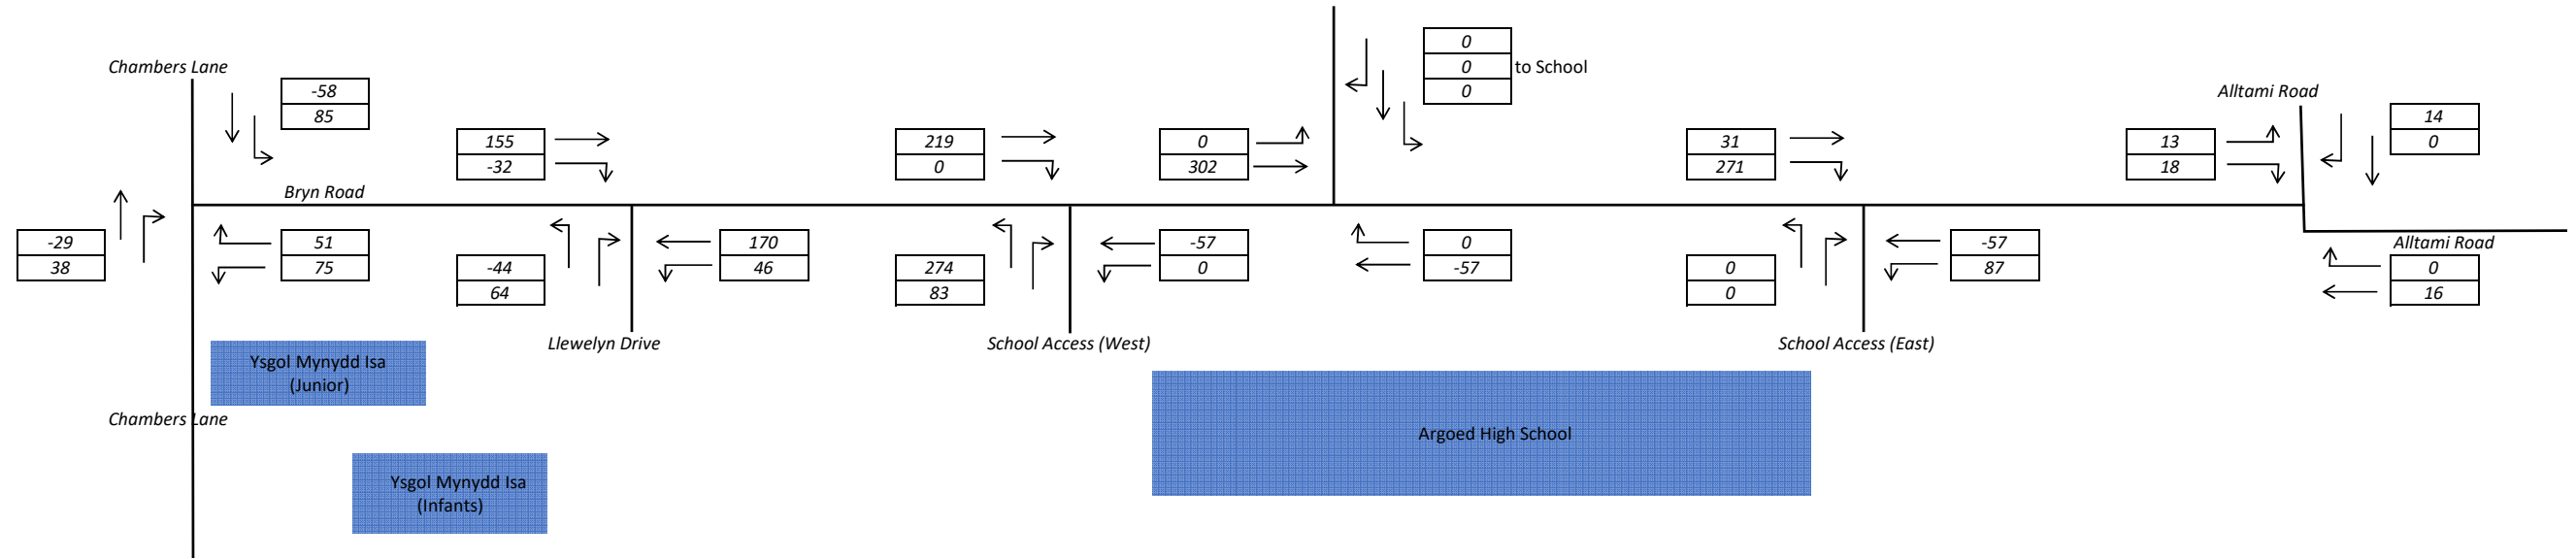 0
0
to School
0
Chambers Lane
-58
85
Alltami Road
14
0
155
-32
219
0
0
302
31
271
13
18
Bryn Road
-29
38
51
75
-44
64
170
46
274
83
-57
0
0
-57
0
0
-57
87
Alltami Road
0
16
Llewelyn Drive
School Access (West)
School Access (East)
Ysgol Mynydd Isa
(Junior)
Chambers Lane
Argoed High School
Ysgol Mynydd Isa
(Infants)